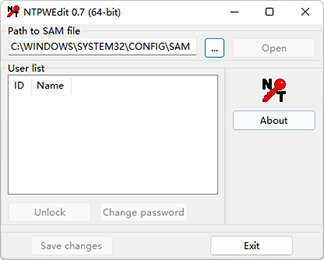 NTPWEdit 0.7 (64-bit)
Path to SAM file
C:\WINDOWS\SYSTEM32\CONFIG\SAM ... Open
User list
ID Name
NT
About
Unlock Change password
Save changes Exit